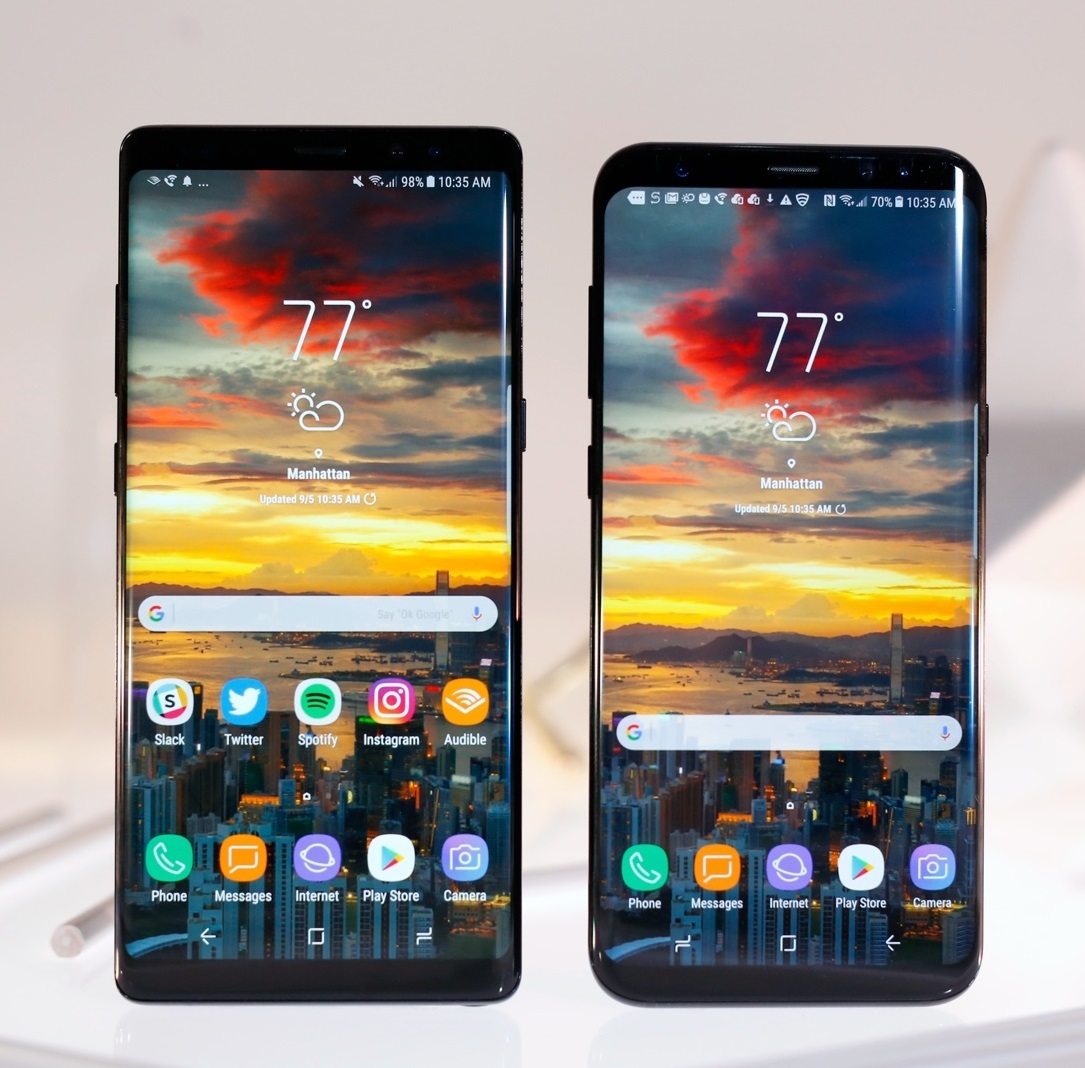 98% 10:35 AM
77°
Manhattan
Updated 9/5 10:35 AM
G Say "Ok Google"
S
Slack Twitter Spotify Instagram Audible
Phone Messages Internet Play Store Camera
70% 10:35 AM
77°
Manhattan
Updated 9/5 10:35 AM
G
Phone Messages Internet Play Store Camera